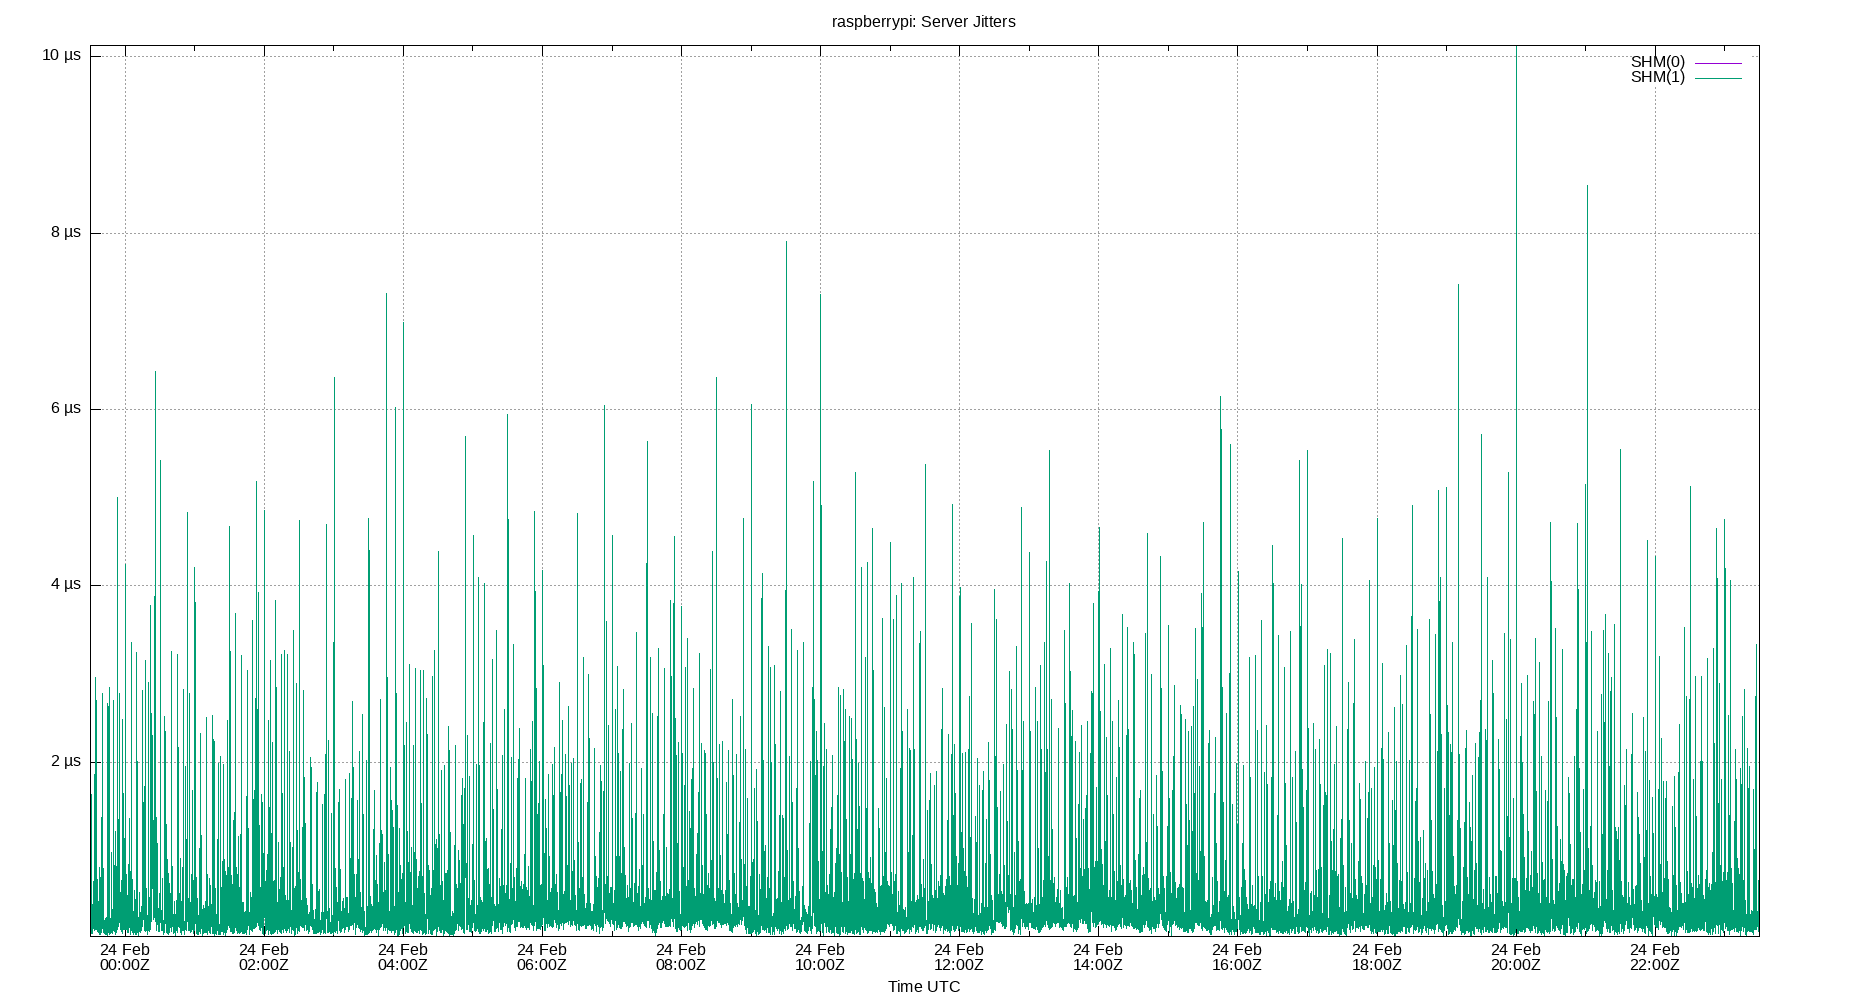 raspberrypi: Server Jitters
10 µs
8 µs
6 µs
4 µs
2 µs
SHM(0)
SHM(1)
24 Feb 24 Feb 24 Feb 24 Feb 24 Feb 24 Feb 24 Feb 24 Feb 24 Feb 24 Feb 24 Feb 24 Feb
00:00Z 02:00Z 04:00Z 06:00Z 08:00Z 10:00Z 12:00Z 14:00Z 16:00Z 18:00Z 20:00Z 22:00Z
Time UTC